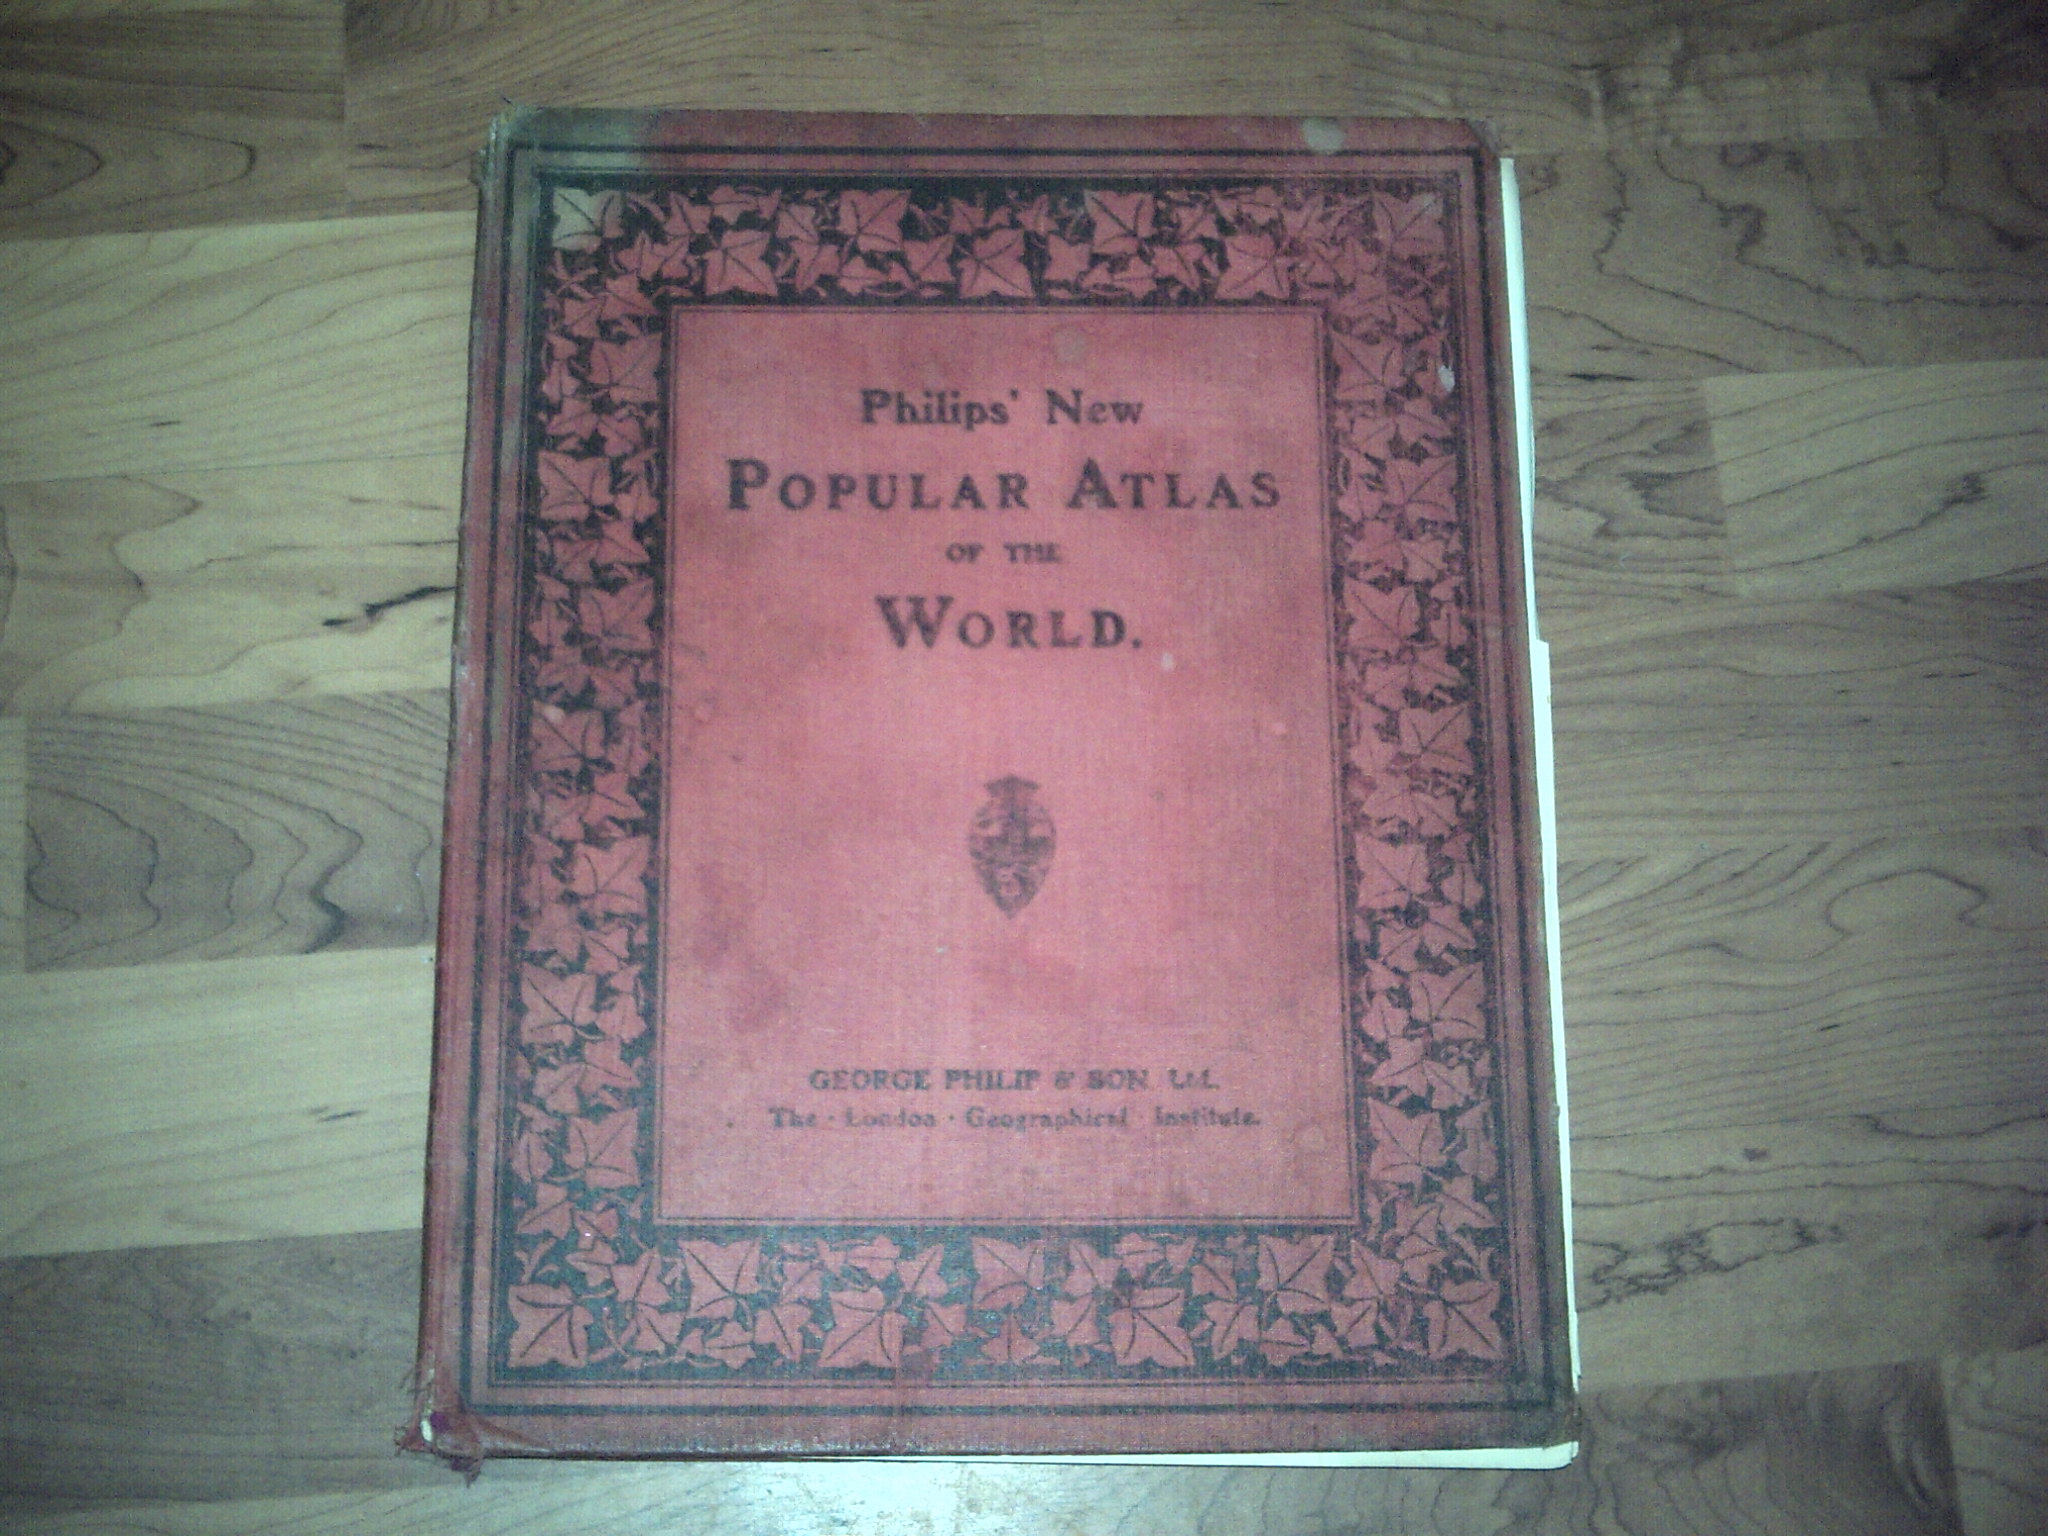 Philips' New
POPULAR ATLAS
OF THE
WORLD.
GEORGE PHILIP & SON Ltd.
The · London · Geographical · Institute.